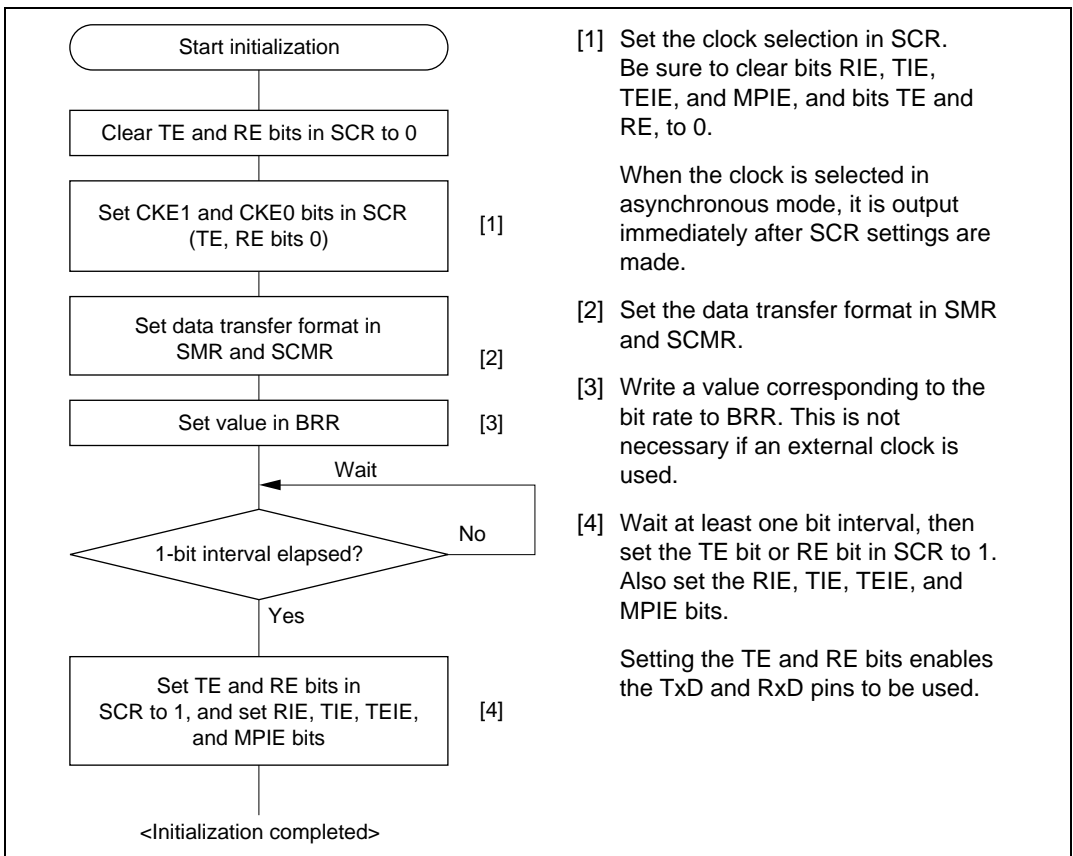 Start initialization
Clear TE and RE bits in SCR to 0
Set CKE1 and CKE0 bits in SCR
(TE, RE bits 0)
[1]
Set data transfer format in
SMR and SCMR
[2]
Set value in BRR
[3]
Wait
1-bit interval elapsed?
No
Yes
Set TE and RE bits in
SCR to 1, and set RIE, TIE, TEIE,
and MPIE bits
[4]
<Initialization completed>
[1] Set the clock selection in SCR.
Be sure to clear bits RIE, TIE,
TEIE, and MPIE, and bits TE and
RE, to 0.
When the clock is selected in
asynchronous mode, it is output
immediately after SCR settings are
made.
[2] Set the data transfer format in SMR
and SCMR.
[3] Write a value corresponding to the
bit rate to BRR. This is not
necessary if an external clock is
used.
[4] Wait at least one bit interval, then
set the TE bit or RE bit in SCR to 1.
Also set the RIE, TIE, TEIE, and
MPIE bits.
Setting the TE and RE bits enables
the TxD and RxD pins to be used.